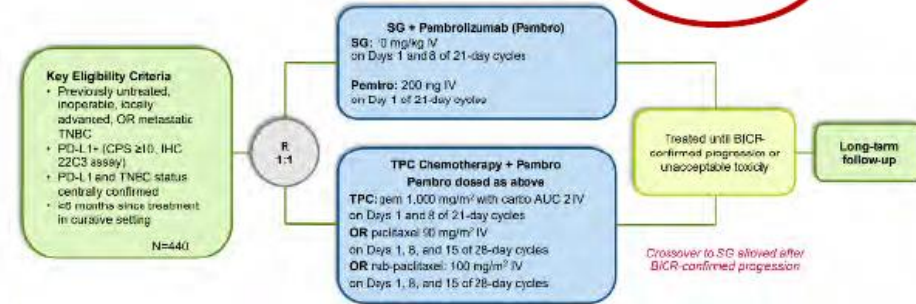 Key Eligibility Criteria
• Previously untreated,
inoperable, locally
advanced, OR metastatic
TNBC
• PD-L1+ (CPS ≥10, IHC
22C3 assay)
• PD-L1 and TNBC status
centrally confirmed
months since treatment
in curative setting
N=440
R
1:1
SG + Pembrolizumab (Pembro)
SG: 10 mg/kg IV
on Days 1 and 8 of 21-day cycles
Pembro: 200 mg IV
on Day 1 of 21-day cycles
TPC Chemotherapy + Pembro
Pembro dosed as above
TPC: gem 1,000 mg/m² with carbo AUC 2 IV
on Days 1 and 8 of 21-day cycles
OR paclitaxel 90 mg/m² IV
on Days 1, 8, and 15 of 28-day cycles
OR nab-paclitaxel: 100 mg/m² IV
on Days 1, 8, and 15 of 28-day cycles
Treated until BICR-
confirmed progression or
unacceptable toxicity
Crossover to SG allowed after
BICR-confirmed progression
Long-term
follow-up